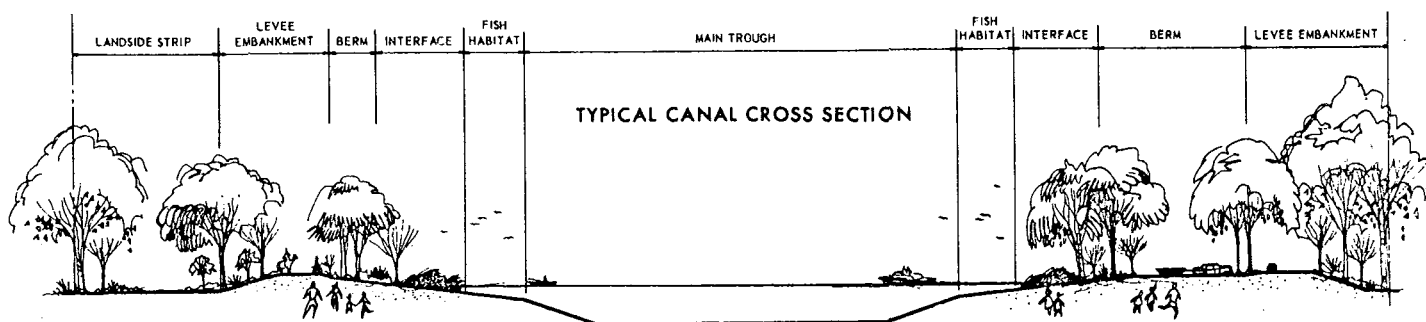 LANDSIDE STRIP
LEVEE
EMBANKMENT
BERM
INTERFACE
FISH
HABITAT
MAIN TROUGH
FISH
HABITAT
INTERFACE
BERM
LEVEE EMBANKMENT
TYPICAL CANAL CROSS SECTION